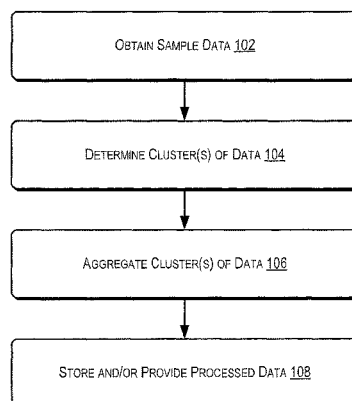 OBTAIN SAMPLE DATA 102
DETERMINE CLUSTER(S) OF DATA 104
AGGREGATE CLUSTER(S) OF DATA 106
STORE AND/OR PROVIDE PROCESSED DATA 108